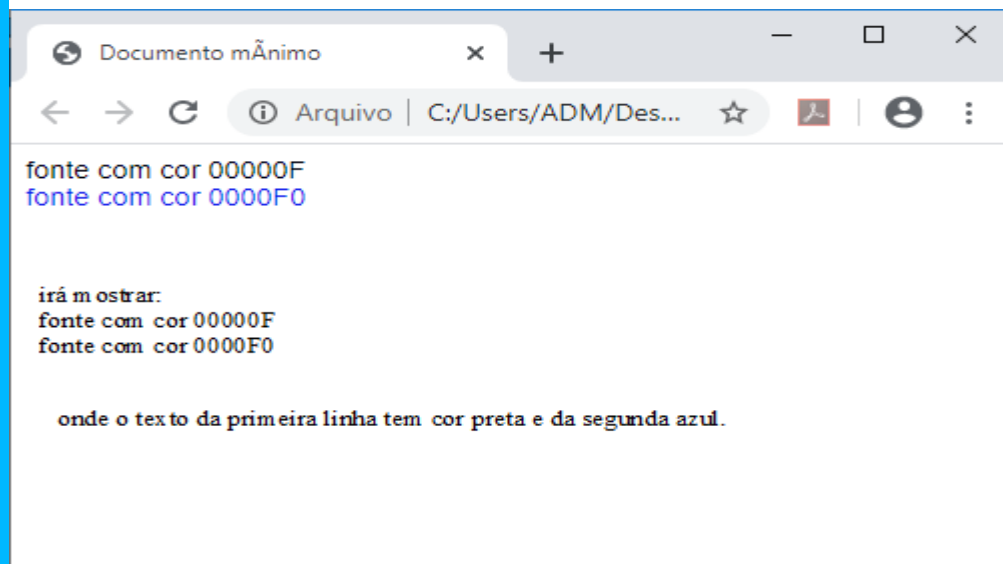 Documento mÃnimo
Arquivo | C:/Users/ADM/Des...
fonte com cor 00000F
fonte com cor 0000F0
irá mostrar:
fonte com cor 00000F
fonte com cor 0000F0
onde o texto da primeira linha tem cor preta e da segunda azul.